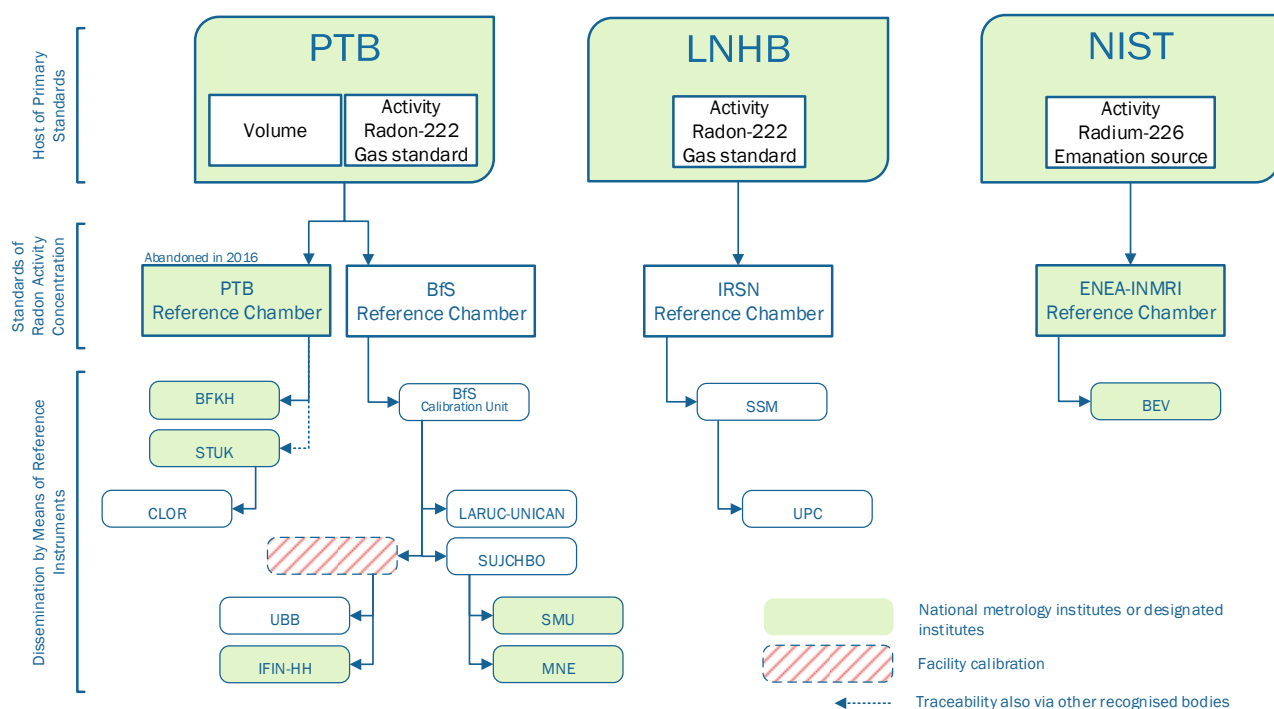 Host of Primary
Standards
PTB
Volume
Activity
Radon-222
Gas standard
LNHB
Activity
Radon-222
Gas standard
NIST
Activity
Radium-226
Emanation source
Standards of
Radon Activity
Concentration
Abandoned in 2016
PTB
Reference Chamber
BfS
Reference Chamber
IRSN
Reference Chamber
ENEA-INMRI
Reference Chamber
Dissemination by Means of Reference
Instruments
BFKH
STUK
CLOR
BfS
Calibration Unit
LARUC-UNICAN
SUJCHBO
UBB
IFIN-HH
SMU
MNE
SSM
UPC
BEV
National metrology institutes or designated
institutes
Facility calibration
Traceability also via other recognised bodies